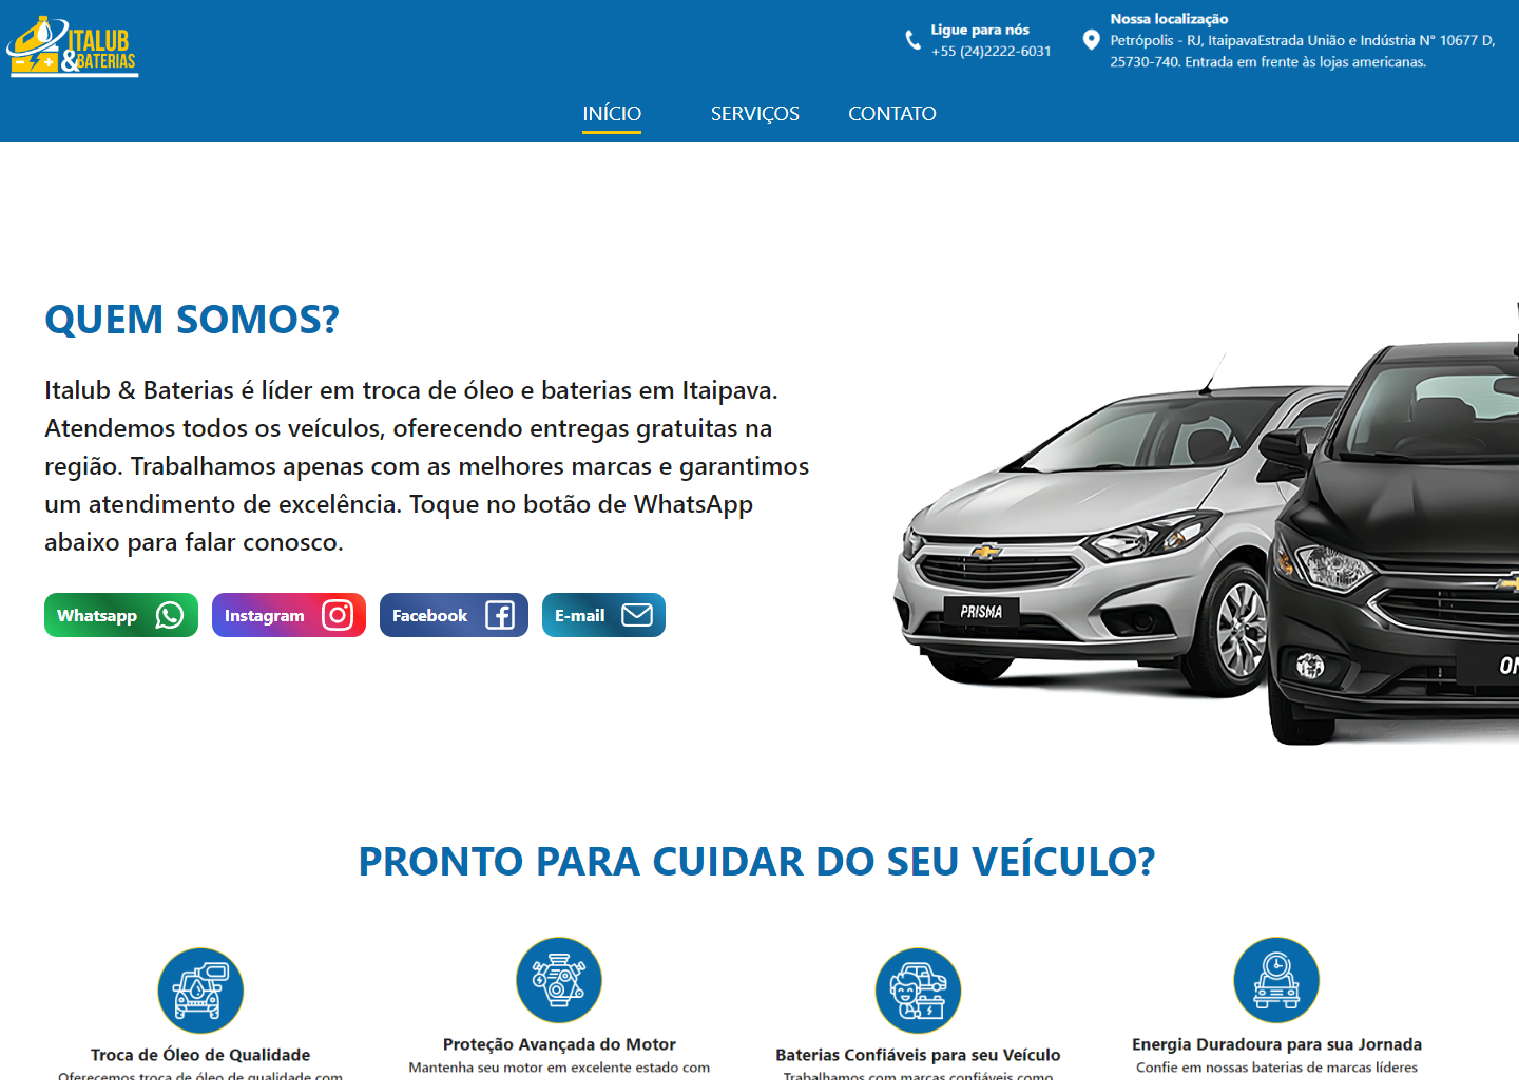 ITALUB
&BATERIAS
Ligue para nós
+55 (24)2222-6031
Nossa localização
Petrópolis - RJ, ItaipavaEstrada União e Indústria N° 10677 D,
25730-740. Entrada em frente às lojas americanas.
INÍCIO SERVIÇOS CONTATO
QUEM SOMOS?
Italub & Baterias é líder em troca de óleo e baterias em Itaipava.
Atendemos todos os veículos, oferecendo entregas gratuitas na
região. Trabalhamos apenas com as melhores marcas e garantimos
um atendimento de excelência. Toque no botão de WhatsApp
abaixo para falar conosco.
Whatsapp Instagram Facebook E-mail
PRISMA
PRONTO PARA CUIDAR DO SEU VEÍCULO?
Troca de Óleo de Qualidade
Oferecemos troca de óleo de qualidade com
Proteção Avançada do Motor
Mantenha seu motor em excelente estado com
Baterias Confiáveis para seu Veículo
Trabalhamos com marcas confiáveis como
Energia Duradoura para sua Jornada
Confie em nossas baterias de marcas líderes